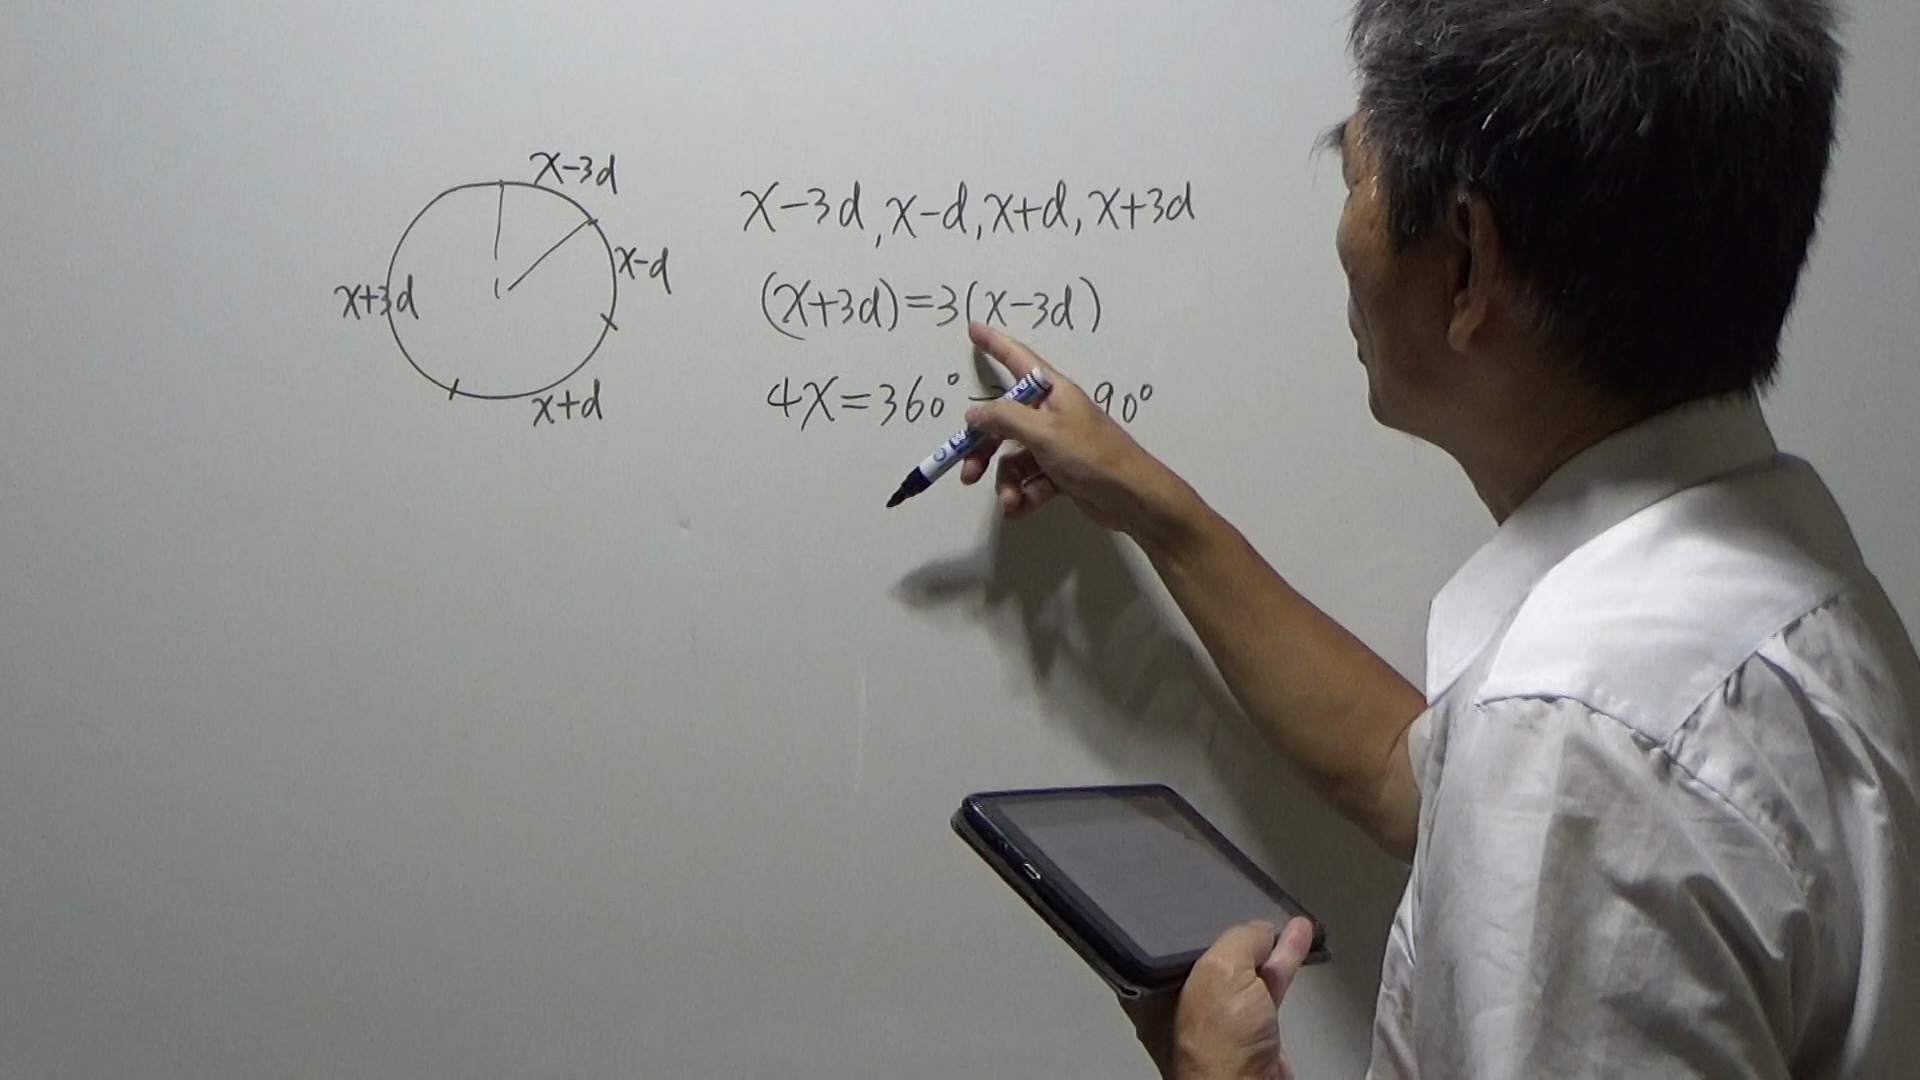 x-3d
x-d
x+3d
x+d
x-3d, x-d, x+d, x+3d
(x+3d)=3(x-3d)
4x=360° 90°